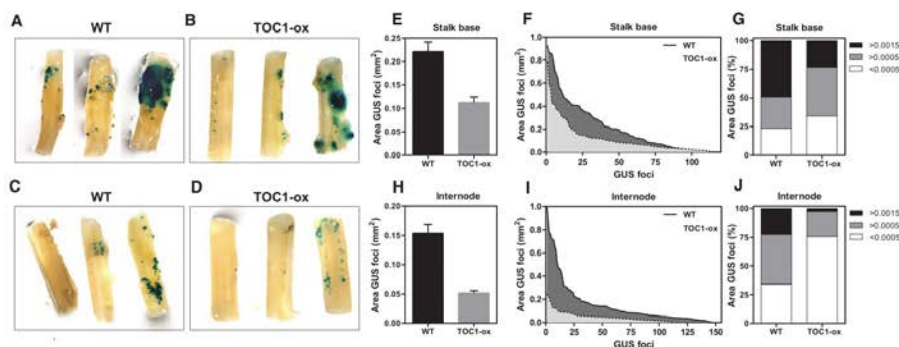 A
WT
B
TOC1-ox
C
WT
D
TOC1-ox
E
Stalk base
Area GUS foci (mm²)
0.25
0.20
0.15
0.10
0.05
0.00
WT
TOC1-ox
F
Area GUS foci (mm²)
1.0
0.8
0.6
0.4
0.2
0.0
0
25
50
75
100
GUS foci
WT
TOC1-ox
G
Stalk base
Area GUS foci (%)
100
75
50
25
0
WT
TOC1-ox
>0.0015
>0.0005
<0.0005
H
Internode
Area GUS foci (mm²)
0.20
0.15
0.10
0.05
0.00
WT
TOC1-ox
I
Area GUS foci (mm²)
1.0
0.8
0.6
0.4
0.2
0.0
0
25
50
75
100
125
150
GUS foci
WT
TOC1-ox
J
Internode
Area GUS foci (%)
100
75
50
25
0
WT
TOC1-ox
>0.0015
>0.0005
<0.0005